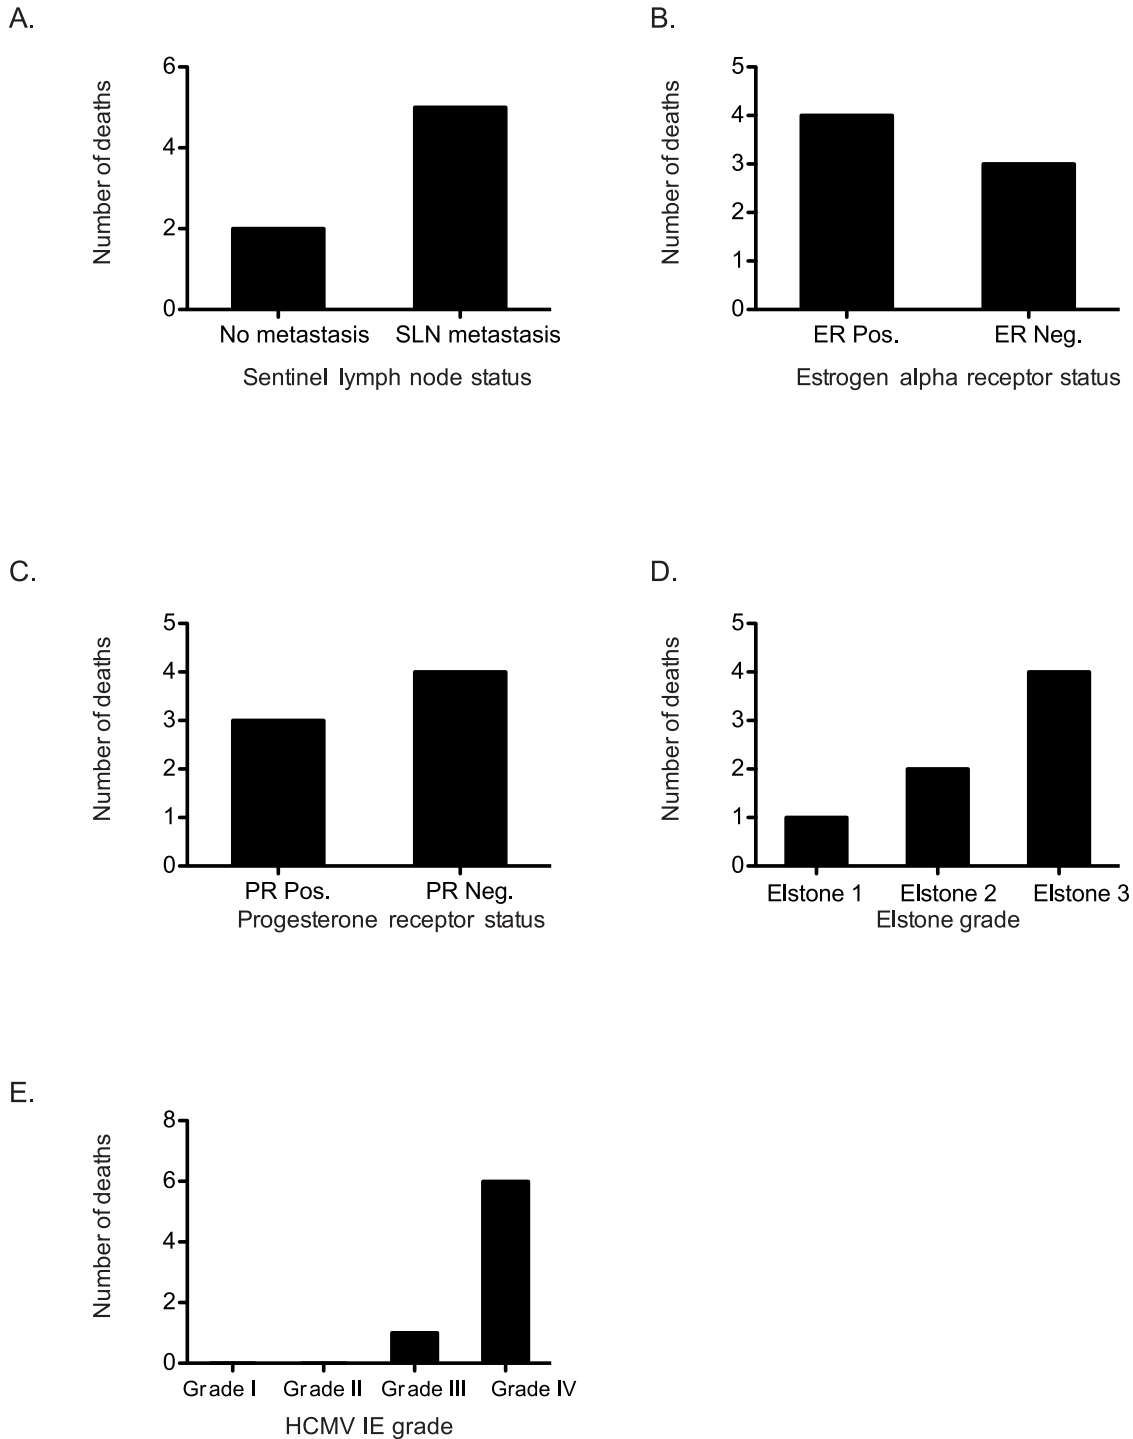 A.
Number of deaths
6
4
2
0
No metastasis SLN metastasis
Sentinel lymph node status
B.
Number of deaths
5
4
3
2
1
0
ER Pos. ER Neg.
Estrogen alpha receptor status
C.
Number of deaths
5
4
3
2
1
0
PR Pos. PR Neg.
Progesterone receptor status
D.
Number of deaths
5
4
3
2
1
0
Elstone 1 Elstone 2 Elstone 3
Elstone grade
E.
Number of deaths
8
6
4
2
0
Grade I Grade II Grade III Grade IV
HCMV IE grade